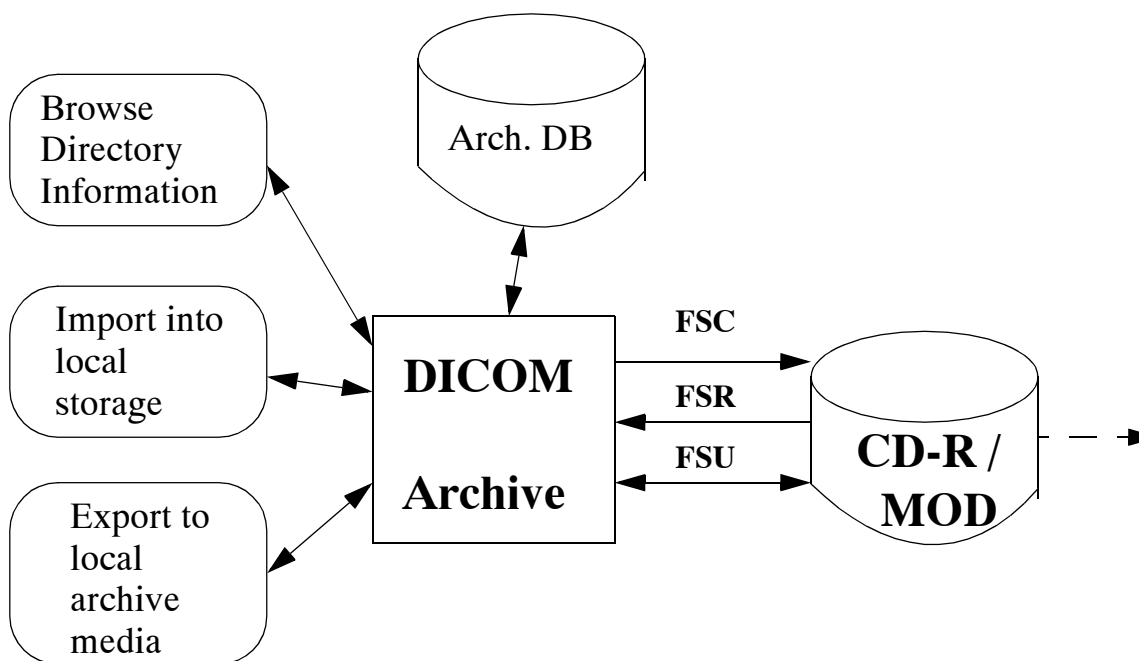 Browse
Directory
Information
Arch. DB
Import into
local
storage
DICOM
Archive
FSC
FSR
FSU
CD-R /
MOD
Export to
local
archive
media